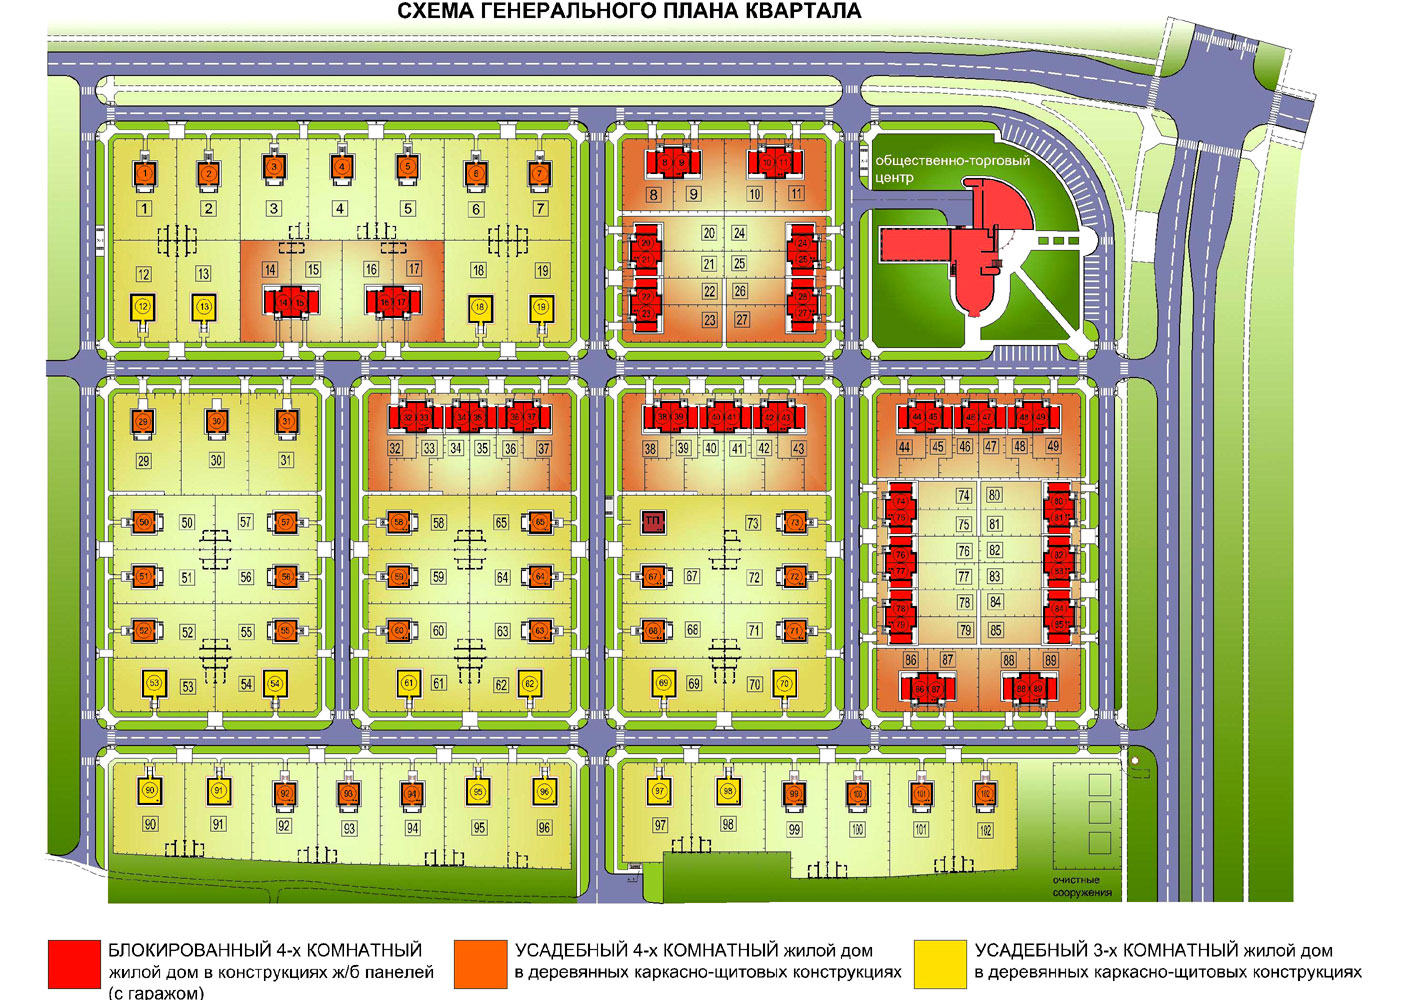 СХЕМА ГЕНЕРАЛЬНОГО ПЛАНА КВАРТАЛА
1 2 3 4 5 6 7 8 9 10 11
общественно-торговый
центр
1 2 3 4 5 6 7 8 9 10 11
20 24
20 24
21 25
21 25
12 13 14 15 16 17 18 19
22 26
22 26
12 13 14 15 16 17 18 19
23 27
23 27
29 30 31 32 33 34 35 36 37 38 39 40 41 42 43 44 45 46 47 48 49
29 30 31 32 33 34 35 36 37 38 39 40 41 42 43 44 45 46 47 48 49
74 80
74 80
50 50 57 57 58 58 65 65 ТП 73 73 75 75 81 81
76 82
76 82
51 51 56 56 59 59 64 64 67 67 72 72 77 77 83 83
78 84
78 84
52 52 55 55 60 60 63 63 68 68 71 71 79 79 85 85
86 87 88 89
53 53 54 54 61 61 62 62 69 69 70 70 86 87 88 89
90 91 92 93 94 95 96 97 98 99 100 101 102
90 91 92 93 94 95 96 97 98 99 100 101 102
очистные
сооружения
БЛОКИРОВАННЫЙ 4-х КОМНАТНЫЙ
жилой дом в конструкциях ж/б панелей
(с гаражом)
УСАДЕБНЫЙ 4-х КОМНАТНЫЙ жилой дом
в деревянных каркасно-щитовых конструкциях
УСАДЕБНЫЙ 3-х КОМНАТНЫЙ жилой дом
в деревянных каркасно-щитовых конструкциях